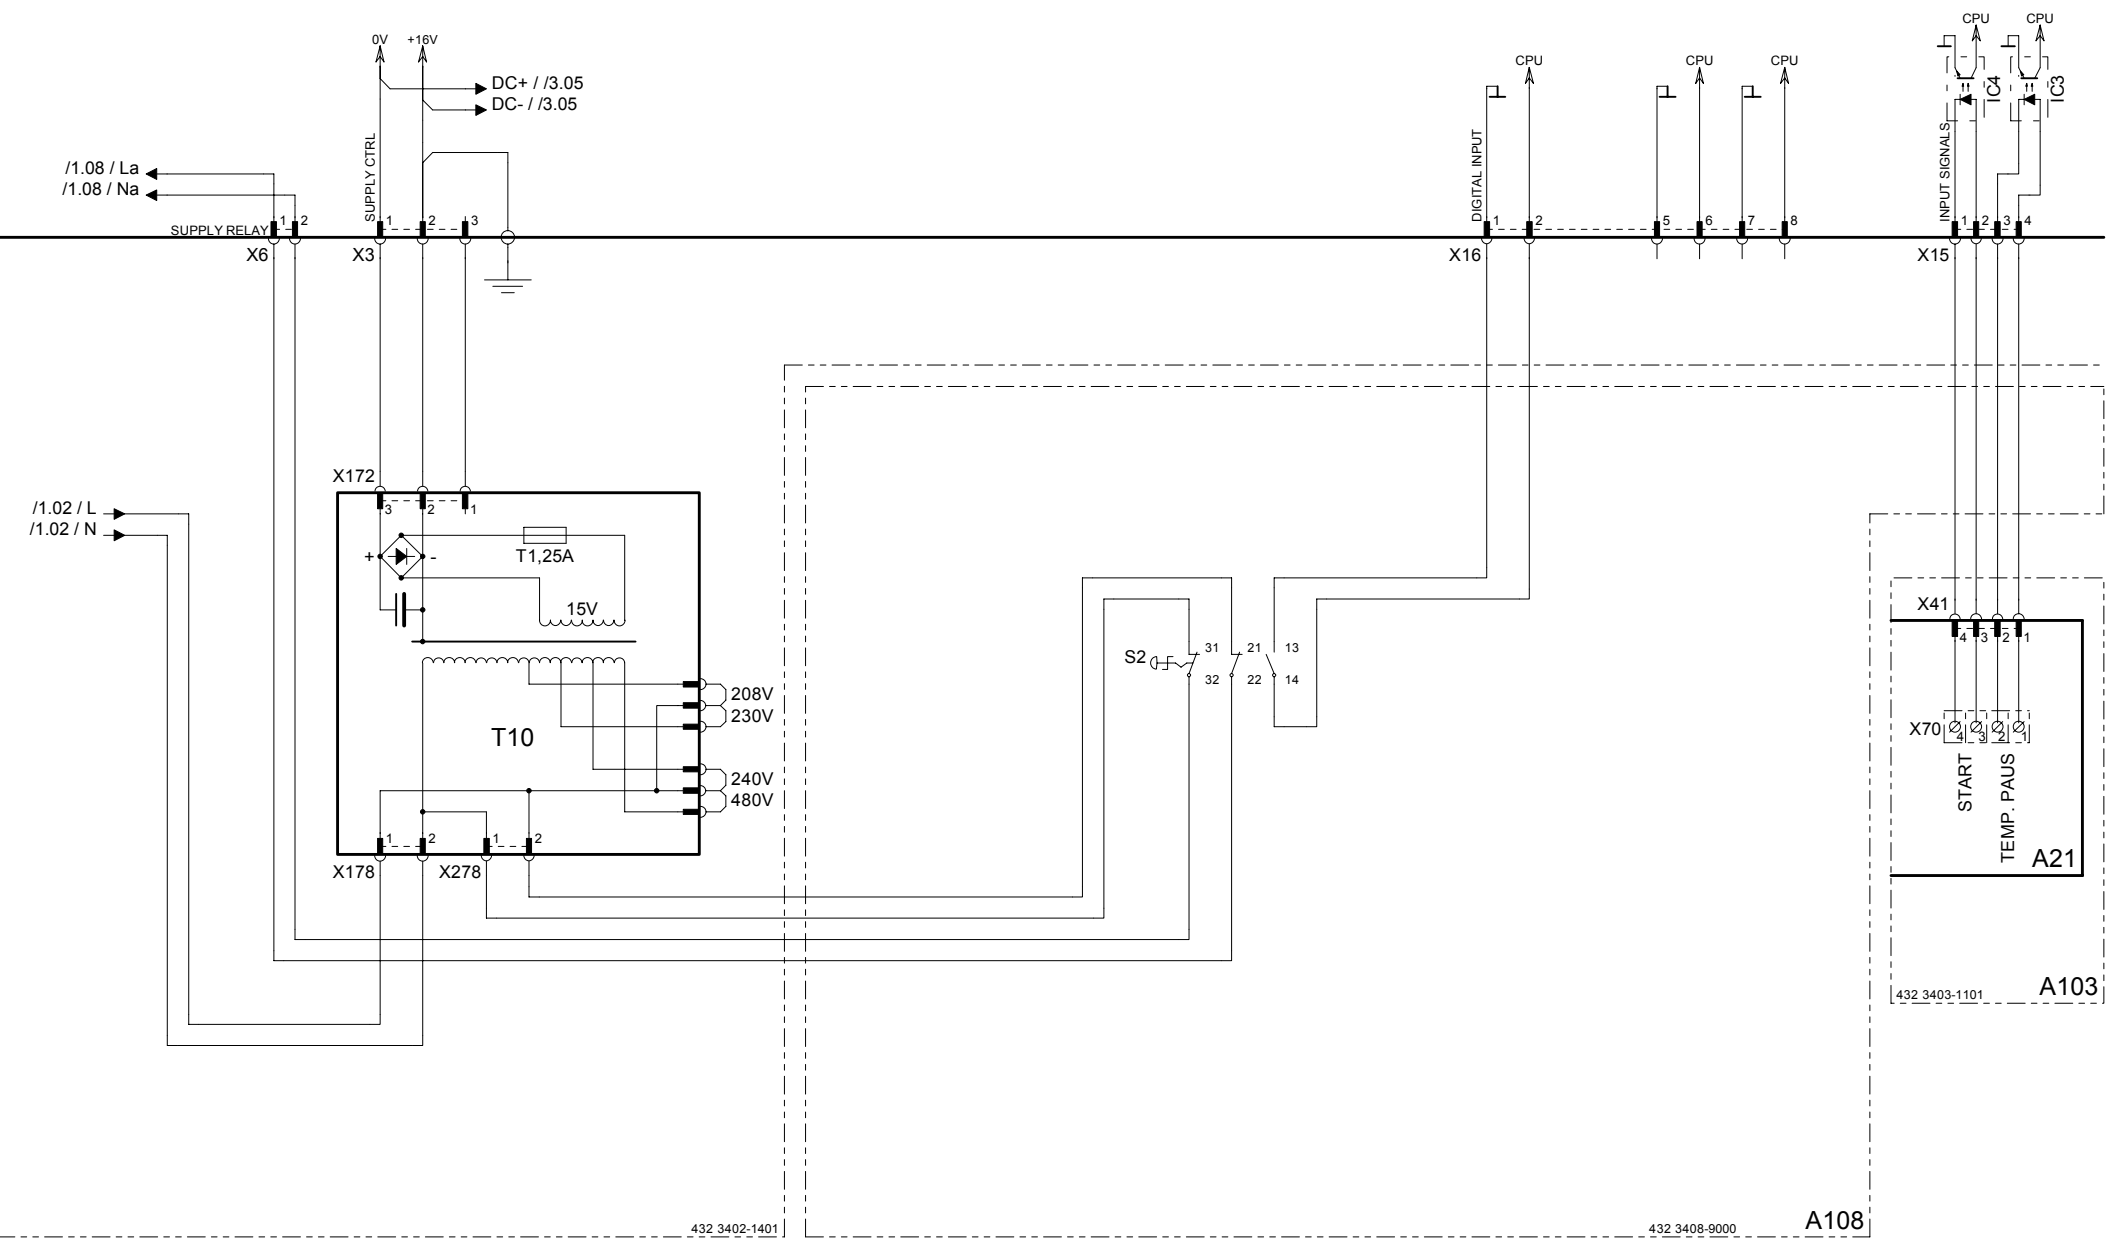 CPU CPU
0V +16V
CPU CPU CPU
DC+ / /3.05
DC- / /3.05
IC4 IC3
SUPPLY CTRL
DIGITAL INPUT
INPUT SIGNALS
/1.08 / La
/1.08 / Na
SUPPLY RELAY
1 2 1 2 3 1 2 5 6 7 8 1 2 3 4
X6 X3 X16 X15
X172
3 2 1
/1.02 / L
/1.02 / N
+ -
T1,25A
15V
X41
4 3 2 1
S2
31 21 13
32 22 14
208V
230V
T10
X70
4 3 2 1
240V
480V
START
TEMP. PAUS
1 2 1 2
X178 X278
A21
432 3403-1101 A103
432 3402-1401
432 3408-9000 A108